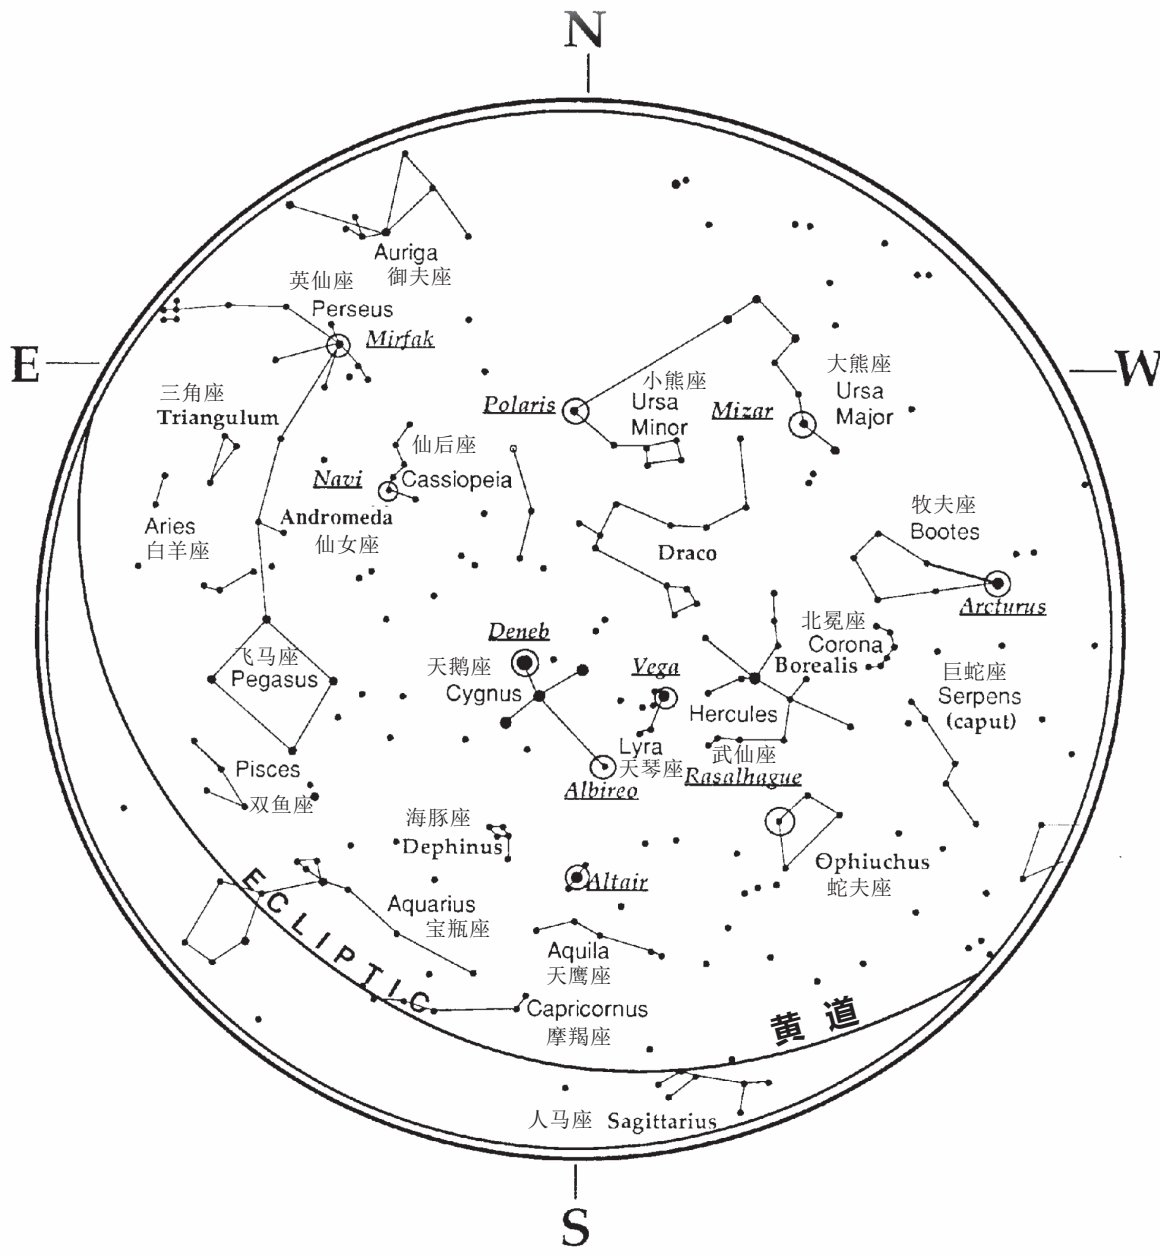 N
Auriga
御夫座
英仙座
Perseus
Mirfak
E
W
三角座
Triangulum
小熊座
Ursa
Minor
大熊座
Ursa
Major
Polaris
Mizar
仙后座
Cassiopeia
Navi
Andromeda
仙女座
Aries
白羊座
Draco
牧夫座
Bootes
Arcturus
Deneb
天鹅座
Cygnus
Vega
北冕座
Corona
Borealis
飞马座
Pegasus
巨蛇座
Serpens
(caput)
Hercules
武仙座
Lyra
天琴座
Rasalhague
Pisces
双鱼座
Albireo
海豚座
Dephinus
Ophiuchus
蛇夫座
Altair
Aquarius
宝瓶座
ECLIPTIC
Aquila
天鹰座
Capricornus
摩羯座
黄道
人马座 Sagittarius
S